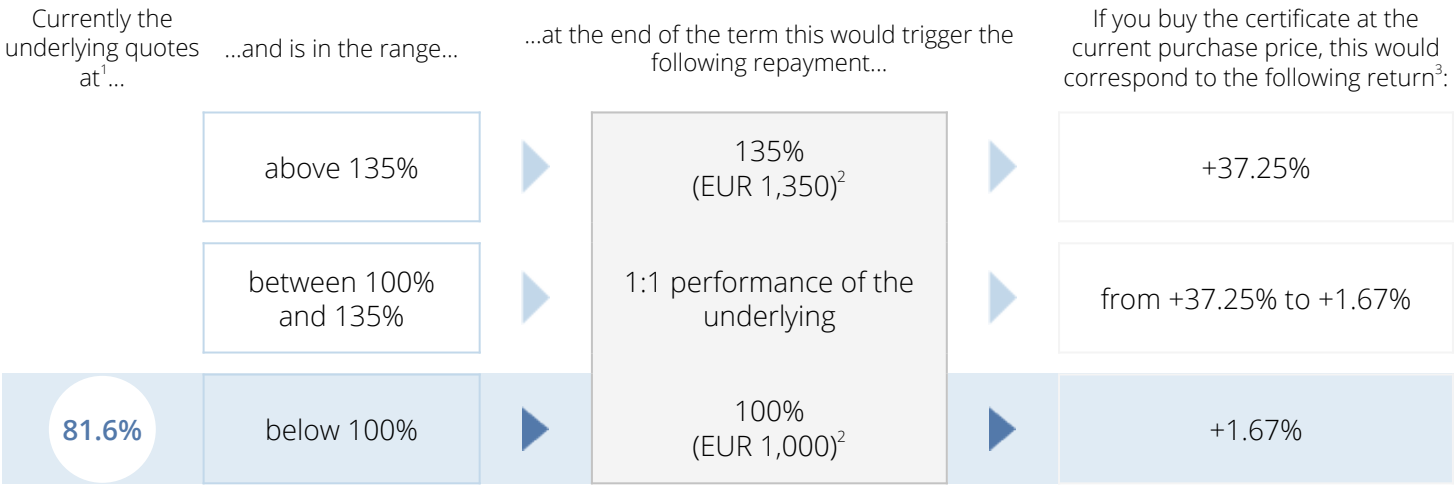 Currently the
underlying quotes
at¹...
...and is in the range...
...at the end of the term this would trigger the
following repayment...
If you buy the certificate at the
current purchase price, this would
correspond to the following return³:
above 135%
135%
(EUR 1,350)²
+37.25%
between 100%
and 135%
1:1 performance of the
underlying
from +37.25% to +1.67%
81.6%
below 100%
100%
(EUR 1,000)²
+1.67%